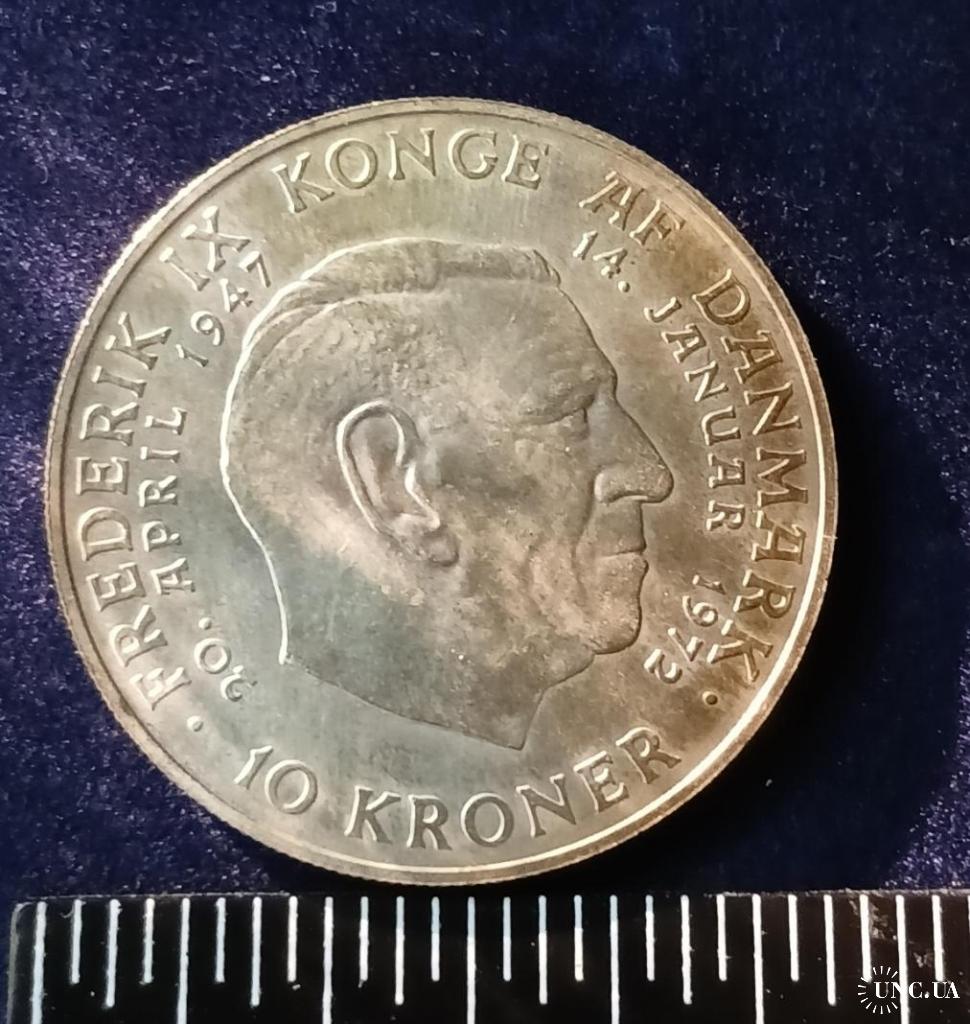 · FREDERIK IX KONGE AF DANMARK ·
20. APRIL 1947
14. JANUAR 1972
10 KRONER
UNC.UA